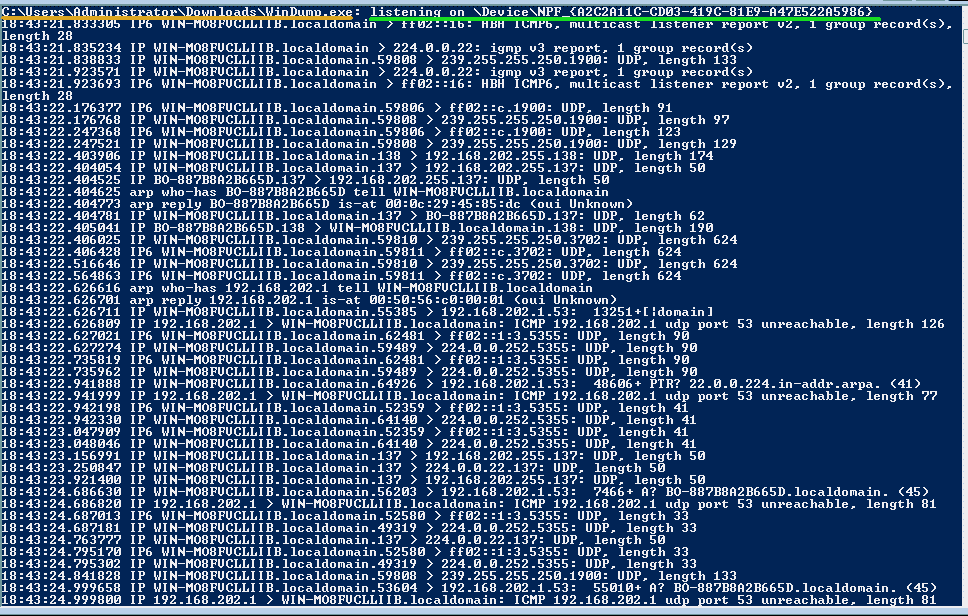 C:\Users\Administrator\Downloads\WinDump.exe: listening on \Device\NPF_{A2C2A11C-CD03-419C-81E9-A47E522A5986}
18:43:21.833305 IP6 WIN-MO8FVCLLIIB.localdomain > ff02::16: HBH ICMP6, multicast listener report v2, 1 group record(s),
length 28
18:43:21.835234 IP WIN-MO8FVCLLIIB.localdomain > 224.0.0.22: igmp v3 report, 1 group record(s)
18:43:21.838833 IP WIN-MO8FVCLLIIB.localdomain.59808 > 239.255.255.250.1900: UDP, length 133
18:43:21.923571 IP WIN-MO8FVCLLIIB.localdomain > 224.0.0.22: igmp v3 report, 1 group record(s)
18:43:21.923693 IP6 WIN-MO8FVCLLIIB.localdomain > ff02::16: HBH ICMP6, multicast listener report v2, 1 group record(s),
length 28
18:43:22.176377 IP6 WIN-MO8FVCLLIIB.localdomain.59806 > ff02::c.1900: UDP, length 91
18:43:22.176768 IP WIN-MO8FVCLLIIB.localdomain.59808 > 239.255.255.250.1900: UDP, length 97
18:43:22.247368 IP6 WIN-MO8FVCLLIIB.localdomain.59806 > ff02::c.1900: UDP, length 123
18:43:22.247521 IP WIN-MO8FVCLLIIB.localdomain.59808 > 239.255.255.250.1900: UDP, length 129
18:43:22.403906 IP WIN-MO8FVCLLIIB.localdomain.138 > 192.168.202.255.138: UDP, length 174
18:43:22.404054 IP WIN-MO8FVCLLIIB.localdomain.137 > 192.168.202.255.137: UDP, length 50
18:43:22.404525 IP BO-887B8A2B665D.137 > 192.168.202.255.137: UDP, length 50
18:43:22.404625 arp who-has BO-887B8A2B665D tell WIN-MO8FVCLLIIB.localdomain
18:43:22.404773 arp reply BO-887B8A2B665D is-at 00:0c:29:45:85:dc (oui Unknown)
18:43:22.404781 IP WIN-MO8FVCLLIIB.localdomain.137 > BO-887B8A2B665D.137: UDP, length 62
18:43:22.405041 IP BO-887B8A2B665D.138 > WIN-MO8FVCLLIIB.localdomain.138: UDP, length 190
18:43:22.406025 IP WIN-MO8FVCLLIIB.localdomain.59810 > 239.255.255.250.3702: UDP, length 624
18:43:22.406428 IP6 WIN-MO8FVCLLIIB.localdomain.59811 > ff02::c.3702: UDP, length 624
18:43:22.516646 IP WIN-MO8FVCLLIIB.localdomain.59810 > 239.255.255.250.3702: UDP, length 624
18:43:22.564863 IP6 WIN-MO8FVCLLIIB.localdomain.59811 > ff02::c.3702: UDP, length 624
18:43:22.626616 arp who-has 192.168.202.1 tell WIN-MO8FVCLLIIB.localdomain
18:43:22.626701 arp reply 192.168.202.1 is-at 00:50:56:c0:00:01 (oui Unknown)
18:43:22.626711 IP WIN-MO8FVCLLIIB.localdomain.55385 > 192.168.202.1.53:  13251+[|domain]
18:43:22.626809 IP 192.168.202.1 > WIN-MO8FVCLLIIB.localdomain: ICMP 192.168.202.1 udp port 53 unreachable, length 126
18:43:22.627021 IP6 WIN-MO8FVCLLIIB.localdomain.62481 > ff02::1:3.5355: UDP, length 90
18:43:22.627274 IP WIN-MO8FVCLLIIB.localdomain.59489 > 224.0.0.252.5355: UDP, length 90
18:43:22.735819 IP6 WIN-MO8FVCLLIIB.localdomain.62481 > ff02::1:3.5355: UDP, length 90
18:43:22.735962 IP WIN-MO8FVCLLIIB.localdomain.59489 > 224.0.0.252.5355: UDP, length 90
18:43:22.941888 IP WIN-MO8FVCLLIIB.localdomain.64926 > 192.168.202.1.53:  48606+ PTR? 22.0.0.224.in-addr.arpa. (41)
18:43:22.941999 IP 192.168.202.1 > WIN-MO8FVCLLIIB.localdomain: ICMP 192.168.202.1 udp port 53 unreachable, length 77
18:43:22.942198 IP6 WIN-MO8FVCLLIIB.localdomain.52359 > ff02::1:3.5355: UDP, length 41
18:43:22.942330 IP WIN-MO8FVCLLIIB.localdomain.64140 > 224.0.0.252.5355: UDP, length 41
18:43:23.047909 IP6 WIN-MO8FVCLLIIB.localdomain.52359 > ff02::1:3.5355: UDP, length 41
18:43:23.048046 IP WIN-MO8FVCLLIIB.localdomain.64140 > 224.0.0.252.5355: UDP, length 41
18:43:23.156991 IP WIN-MO8FVCLLIIB.localdomain.137 > 192.168.202.255.137: UDP, length 50
18:43:23.250847 IP WIN-MO8FVCLLIIB.localdomain.137 > 224.0.0.22.137: UDP, length 50
18:43:23.921400 IP WIN-MO8FVCLLIIB.localdomain.137 > 192.168.202.255.137: UDP, length 50
18:43:24.686630 IP WIN-MO8FVCLLIIB.localdomain.56203 > 192.168.202.1.53:  7466+ A? BO-887B8A2B665D.localdomain. (45)
18:43:24.686820 IP 192.168.202.1 > WIN-MO8FVCLLIIB.localdomain: ICMP 192.168.202.1 udp port 53 unreachable, length 81
18:43:24.687013 IP6 WIN-MO8FVCLLIIB.localdomain.52580 > ff02::1:3.5355: UDP, length 33
18:43:24.687181 IP WIN-MO8FVCLLIIB.localdomain.49319 > 224.0.0.252.5355: UDP, length 33
18:43:24.763777 IP WIN-MO8FVCLLIIB.localdomain.137 > 224.0.0.22.137: UDP, length 50
18:43:24.795170 IP6 WIN-MO8FVCLLIIB.localdomain.52580 > ff02::1:3.5355: UDP, length 33
18:43:24.795302 IP WIN-MO8FVCLLIIB.localdomain.49319 > 224.0.0.252.5355: UDP, length 33
18:43:24.841828 IP WIN-MO8FVCLLIIB.localdomain.59808 > 239.255.255.250.1900: UDP, length 133
18:43:24.999658 IP WIN-MO8FVCLLIIB.localdomain.53604 > 192.168.202.1.53:  55010+ A? BO-887B8A2B665D.localdomain. (45)
18:43:24.999800 IP 192.168.202.1 > WIN-MO8FVCLLIIB.localdomain: ICMP 192.168.202.1 udp port 53 unreachable, length 81